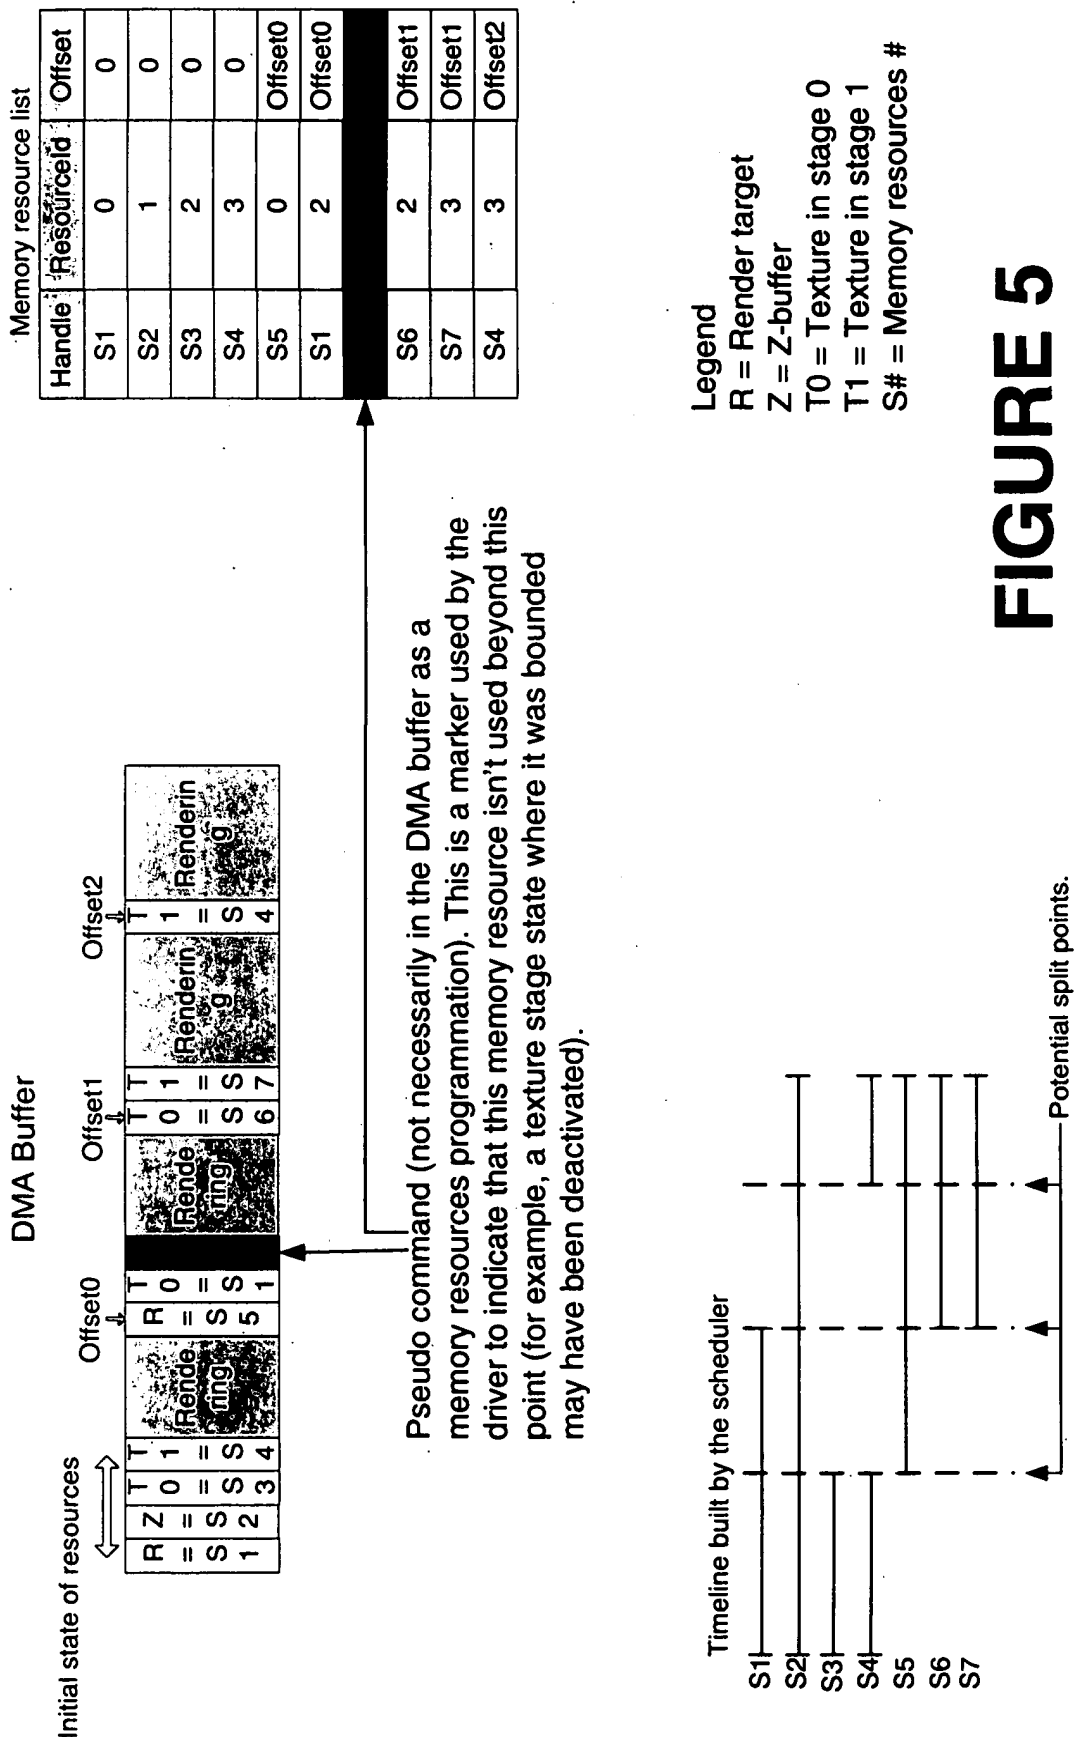 DMA Buffer
Initial state of resources
Offset0
Offset1
Offset2
R = S 1
Z = S 2
T 0 = S 3
T 1 = S 4
Rende
ring
R = S 5
T 0 = S 1
Rende
ring
T 0 = S 6
T 1 = S 7
Renderin
g
T 1 = S 4
Renderin
g
Memory resource list
Handle ResourceId Offset
S1 0 0
S2 1 0
S3 2 0
S4 3 0
S5 0 Offset0
S1 2 Offset0
S6 2 Offset1
S7 3 Offset1
S4 3 Offset2
Pseudo command (not necessarily in the DMA buffer as a
memory resources programmation). This is a marker used by the
driver to indicate that this memory resource isn't used beyond this
point (for example, a texture stage state where it was bounded
may have been deactivated).
Timeline built by the scheduler
S1
S2
S3
S4
S5
S6
S7
Potential split points.
Legend
R = Render target
Z = Z-buffer
T0 = Texture in stage 0
T1 = Texture in stage 1
S# = Memory resources #
FIGURE 5